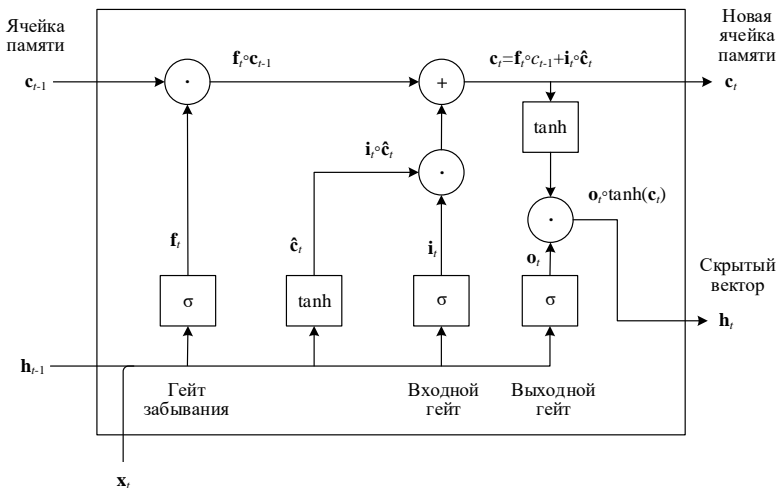 Ячейка
памяти
c_{t-1}
f_t∘c_{t-1}
c_t=f_t∘c_{t-1}+i_t∘ĉ_t
Новая
ячейка
памяти
c_t
·
+
tanh
i_t∘ĉ_t
·
o_t∘tanh(c_t)
·
f_t
ĉ_t
i_t
o_t
Скрытый
вектор
h_t
σ
tanh
σ
σ
h_{t-1}
Гейт
забывания
Входной
гейт
Выходной
гейт
x_t